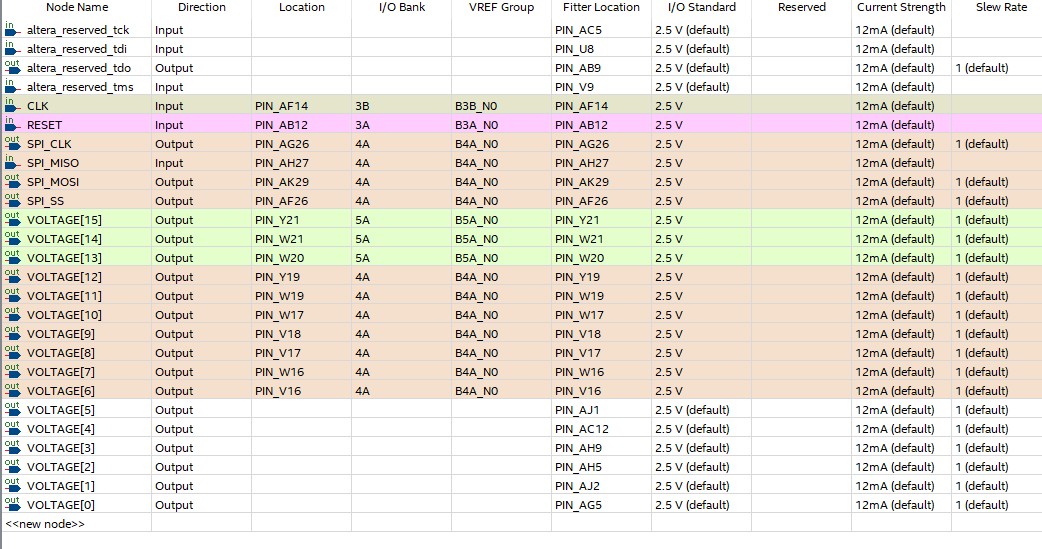 Node Name Direction Location I/O Bank VREF Group Fitter Location I/O Standard Reserved Current Strength Slew Rate
in altera_reserved_tck Input PIN_AC5 2.5 V (default) 12mA (default)
in altera_reserved_tdi Input PIN_U8 2.5 V (default) 12mA (default)
out altera_reserved_tdo Output PIN_AB9 2.5 V (default) 12mA (default) 1 (default)
in altera_reserved_tms Input PIN_V9 2.5 V (default) 12mA (default)
in CLK Input PIN_AF14 3B B3B_N0 PIN_AF14 2.5 V 12mA (default)
in RESET Input PIN_AB12 3A B3A_N0 PIN_AB12 2.5 V 12mA (default)
out SPI_CLK Output PIN_AG26 4A B4A_N0 PIN_AG26 2.5 V 12mA (default) 1 (default)
in SPI_MISO Input PIN_AH27 4A B4A_N0 PIN_AH27 2.5 V 12mA (default)
out SPI_MOSI Output PIN_AK29 4A B4A_N0 PIN_AK29 2.5 V 12mA (default) 1 (default)
out SPI_SS Output PIN_AF26 4A B4A_N0 PIN_AF26 2.5 V 12mA (default) 1 (default)
out VOLTAGE[15] Output PIN_Y21 5A B5A_N0 PIN_Y21 2.5 V 12mA (default) 1 (default)
out VOLTAGE[14] Output PIN_W21 5A B5A_N0 PIN_W21 2.5 V 12mA (default) 1 (default)
out VOLTAGE[13] Output PIN_W20 5A B5A_N0 PIN_W20 2.5 V 12mA (default) 1 (default)
out VOLTAGE[12] Output PIN_Y19 4A B4A_N0 PIN_Y19 2.5 V 12mA (default) 1 (default)
out VOLTAGE[11] Output PIN_W19 4A B4A_N0 PIN_W19 2.5 V 12mA (default) 1 (default)
out VOLTAGE[10] Output PIN_W17 4A B4A_N0 PIN_W17 2.5 V 12mA (default) 1 (default)
out VOLTAGE[9] Output PIN_V18 4A B4A_N0 PIN_V18 2.5 V 12mA (default) 1 (default)
out VOLTAGE[8] Output PIN_V17 4A B4A_N0 PIN_V17 2.5 V 12mA (default) 1 (default)
out VOLTAGE[7] Output PIN_W16 4A B4A_N0 PIN_W16 2.5 V 12mA (default) 1 (default)
out VOLTAGE[6] Output PIN_V16 4A B4A_N0 PIN_V16 2.5 V 12mA (default) 1 (default)
out VOLTAGE[5] Output PIN_AJ1 2.5 V (default) 12mA (default) 1 (default)
out VOLTAGE[4] Output PIN_AC12 2.5 V (default) 12mA (default) 1 (default)
out VOLTAGE[3] Output PIN_AH9 2.5 V (default) 12mA (default) 1 (default)
out VOLTAGE[2] Output PIN_AH5 2.5 V (default) 12mA (default) 1 (default)
out VOLTAGE[1] Output PIN_AJ2 2.5 V (default) 12mA (default) 1 (default)
out VOLTAGE[0] Output PIN_AG5 2.5 V (default) 12mA (default) 1 (default)
<<new node>>